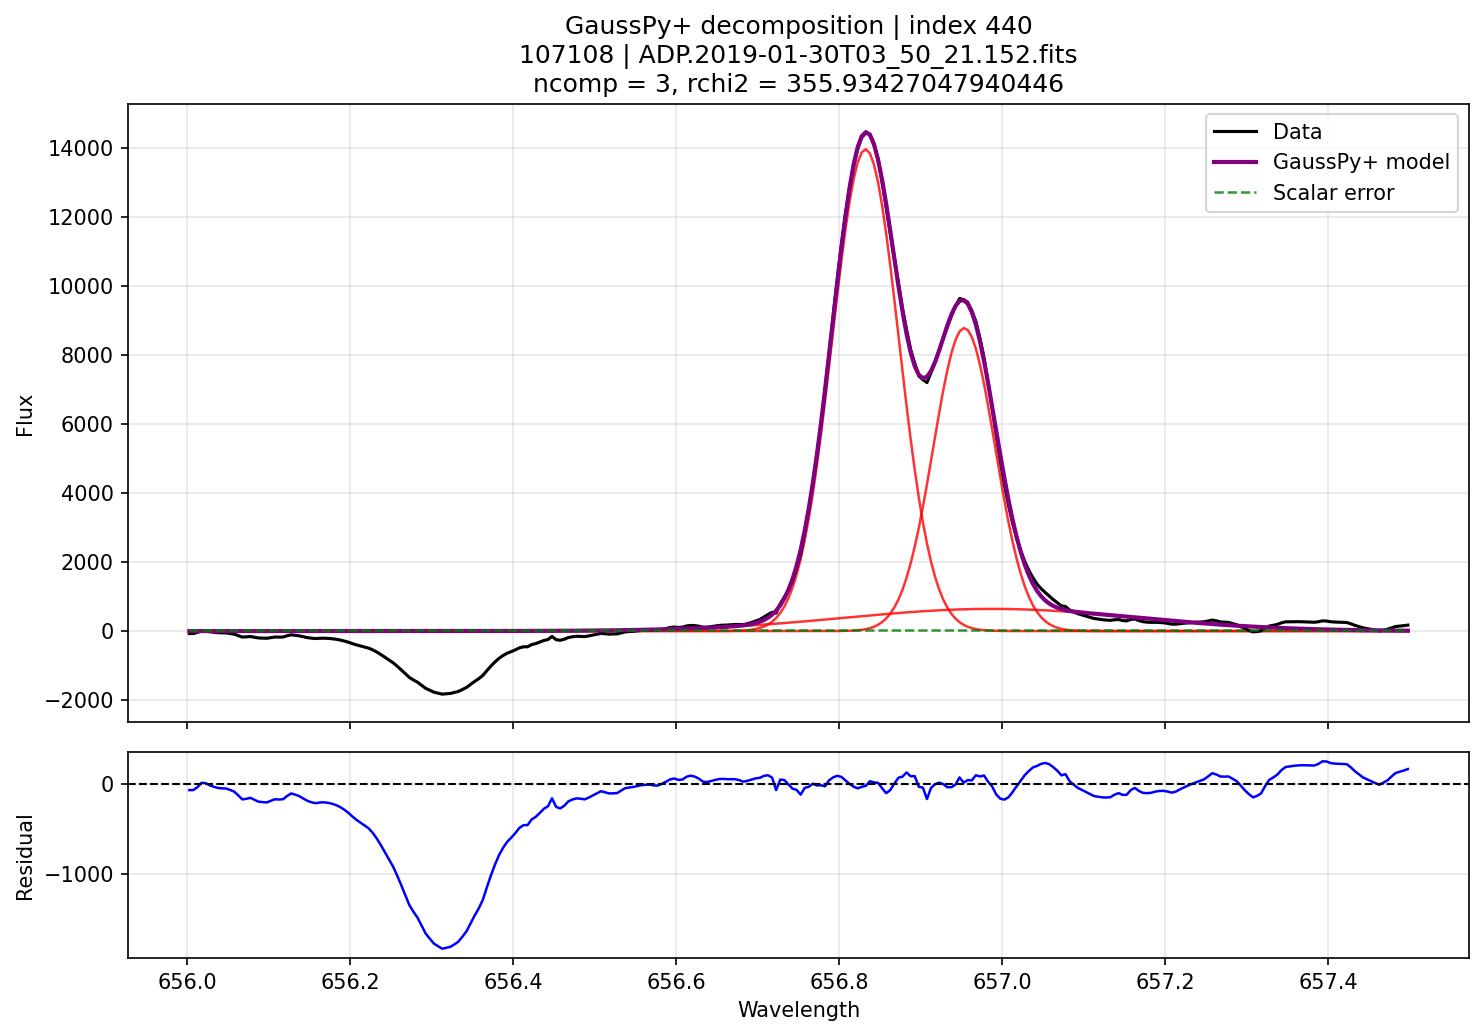 GaussPy+ decomposition | index 440
107108 | ADP.2019-01-30T03_50_21.152.fits
ncomp = 3, rchi2 = 355.93427047940446
Data
GaussPy+ model
Scalar error
14000
12000
10000
8000
6000
4000
2000
0
−2000
Flux
0
−1000
Residual
656.0
656.2
656.4
656.6
656.8
657.0
657.2
657.4
Wavelength